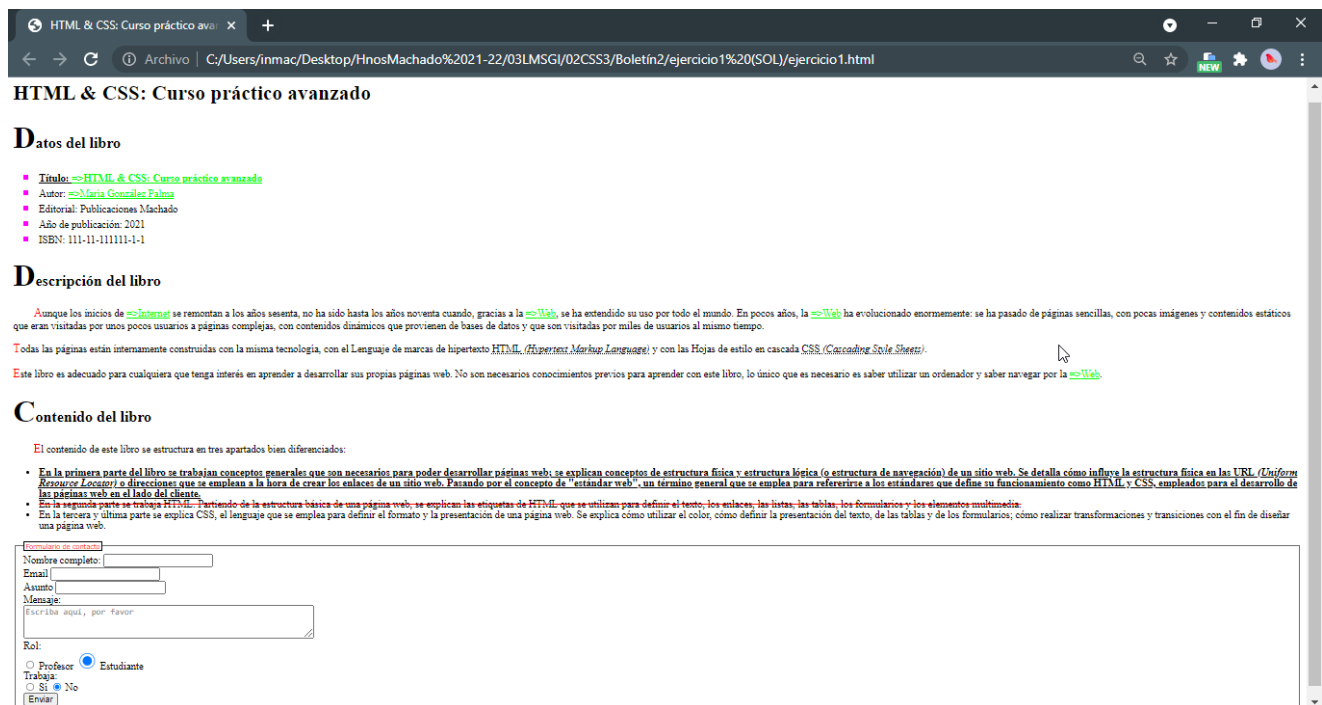 HTML & CSS: Curso práctico avan
Archivo | C:/Users/inmac/Desktop/HnosMachado%2021-22/03LMSGI/02CSS3/Boletín2/ejercicio1%20(SOL)/ejercicio1.html
NEW
HTML & CSS: Curso práctico avanzado
Datos del libro
Título: =>HTML & CSS: Curso práctico avanzado
Autor: =>María González Palma
Editorial: Publicaciones Machado
Año de publicación: 2021
ISBN: 111-11-111111-1-1
Descripción del libro
Aunque los inicios de =>Internet se remontan a los años sesenta, no ha sido hasta los años noventa cuando, gracias a la =>Web, se ha extendido su uso por todo el mundo. En pocos años, la =>Web ha evolucionado enormemente: se ha pasado de páginas sencillas, con pocas imágenes y contenidos estáticos
que eran visitadas por unos pocos usuarios a páginas complejas, con contenidos dinámicos que provienen de bases de datos y que son visitadas por miles de usuarios al mismo tiempo.
Todas las páginas están internamente construidas con la misma tecnología, con el Lenguaje de marcas de hipertexto HTML (Hypertext Markup Language) y con las Hojas de estilo en cascada CSS (Cascading Style Sheets).
Este libro es adecuado para cualquiera que tenga interés en aprender a desarrollar sus propias páginas web. No son necesarios conocimientos previos para aprender con este libro, lo único que es necesario es saber utilizar un ordenador y saber navegar por la =>Web.
Contenido del libro
El contenido de este libro se estructura en tres apartados bien diferenciados:
En la primera parte del libro se trabajan conceptos generales que son necesarios para poder desarrollar páginas web: se explican conceptos de estructura física y estructura lógica (o estructura de navegación) de un sitio web. Se detalla cómo influye la estructura física en las URL (Uniform
Resource Locator) o direcciones que se emplean a la hora de crear los enlaces de un sitio web. Pasando por el concepto de "estándar web", un término general que se emplea para refererirse a los estándares que define su funcionamiento como HTML y CSS, empleados para el desarrollo de
las páginas web en el lado del cliente.
En la segunda parte se trabaja HTML. Partiendo de la estructura básica de una página web, se explican las etiquetas de HTML que se utilizan para definir el texto, los enlaces, las listas, las tablas, los formularios y los elementos multimedia.
En la tercera y última parte se explica CSS, el lenguaje que se emplea para definir el formato y la presentación de una página web. Se explica cómo utilizar el color, cómo definir la presentación del texto, de las tablas y de los formularios; cómo realizar transformaciones y transiciones con el fin de diseñar
una página web.
Formulario de contacto
Nombre completo:
Email
Asunto
Mensaje:
Escriba aquí, por favor
Rol:
Profesor Estudiante
Trabaja:
Sí No
Enviar